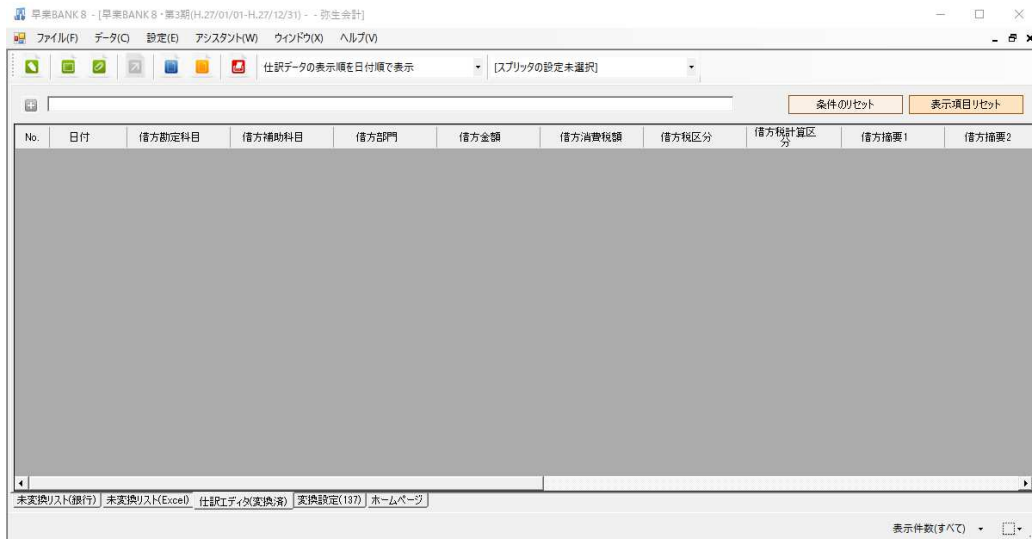 早業BANK 8 - [早業BANK 8・第3期(H.27/01/01-H.27/12/31) - - 弥生会計]
ファイル(F) データ(C) 設定(E) アシスタント(W) ウィンドウ(X) ヘルプ(V)
仕訳データの表示順を日付順で表示 [スプリッタの設定未選択]
条件のリセット 表示項目リセット
No. 日付 借方勘定科目 借方補助科目 借方部門 借方金額 借方消費税額 借方税区分 借方税計算区分 借方摘要1 借方摘要2
未変換リスト(銀行) 未変換リスト(Excel) 仕訳エディタ(変換済) 変換設定(137) ホームページ
表示件数(すべて)